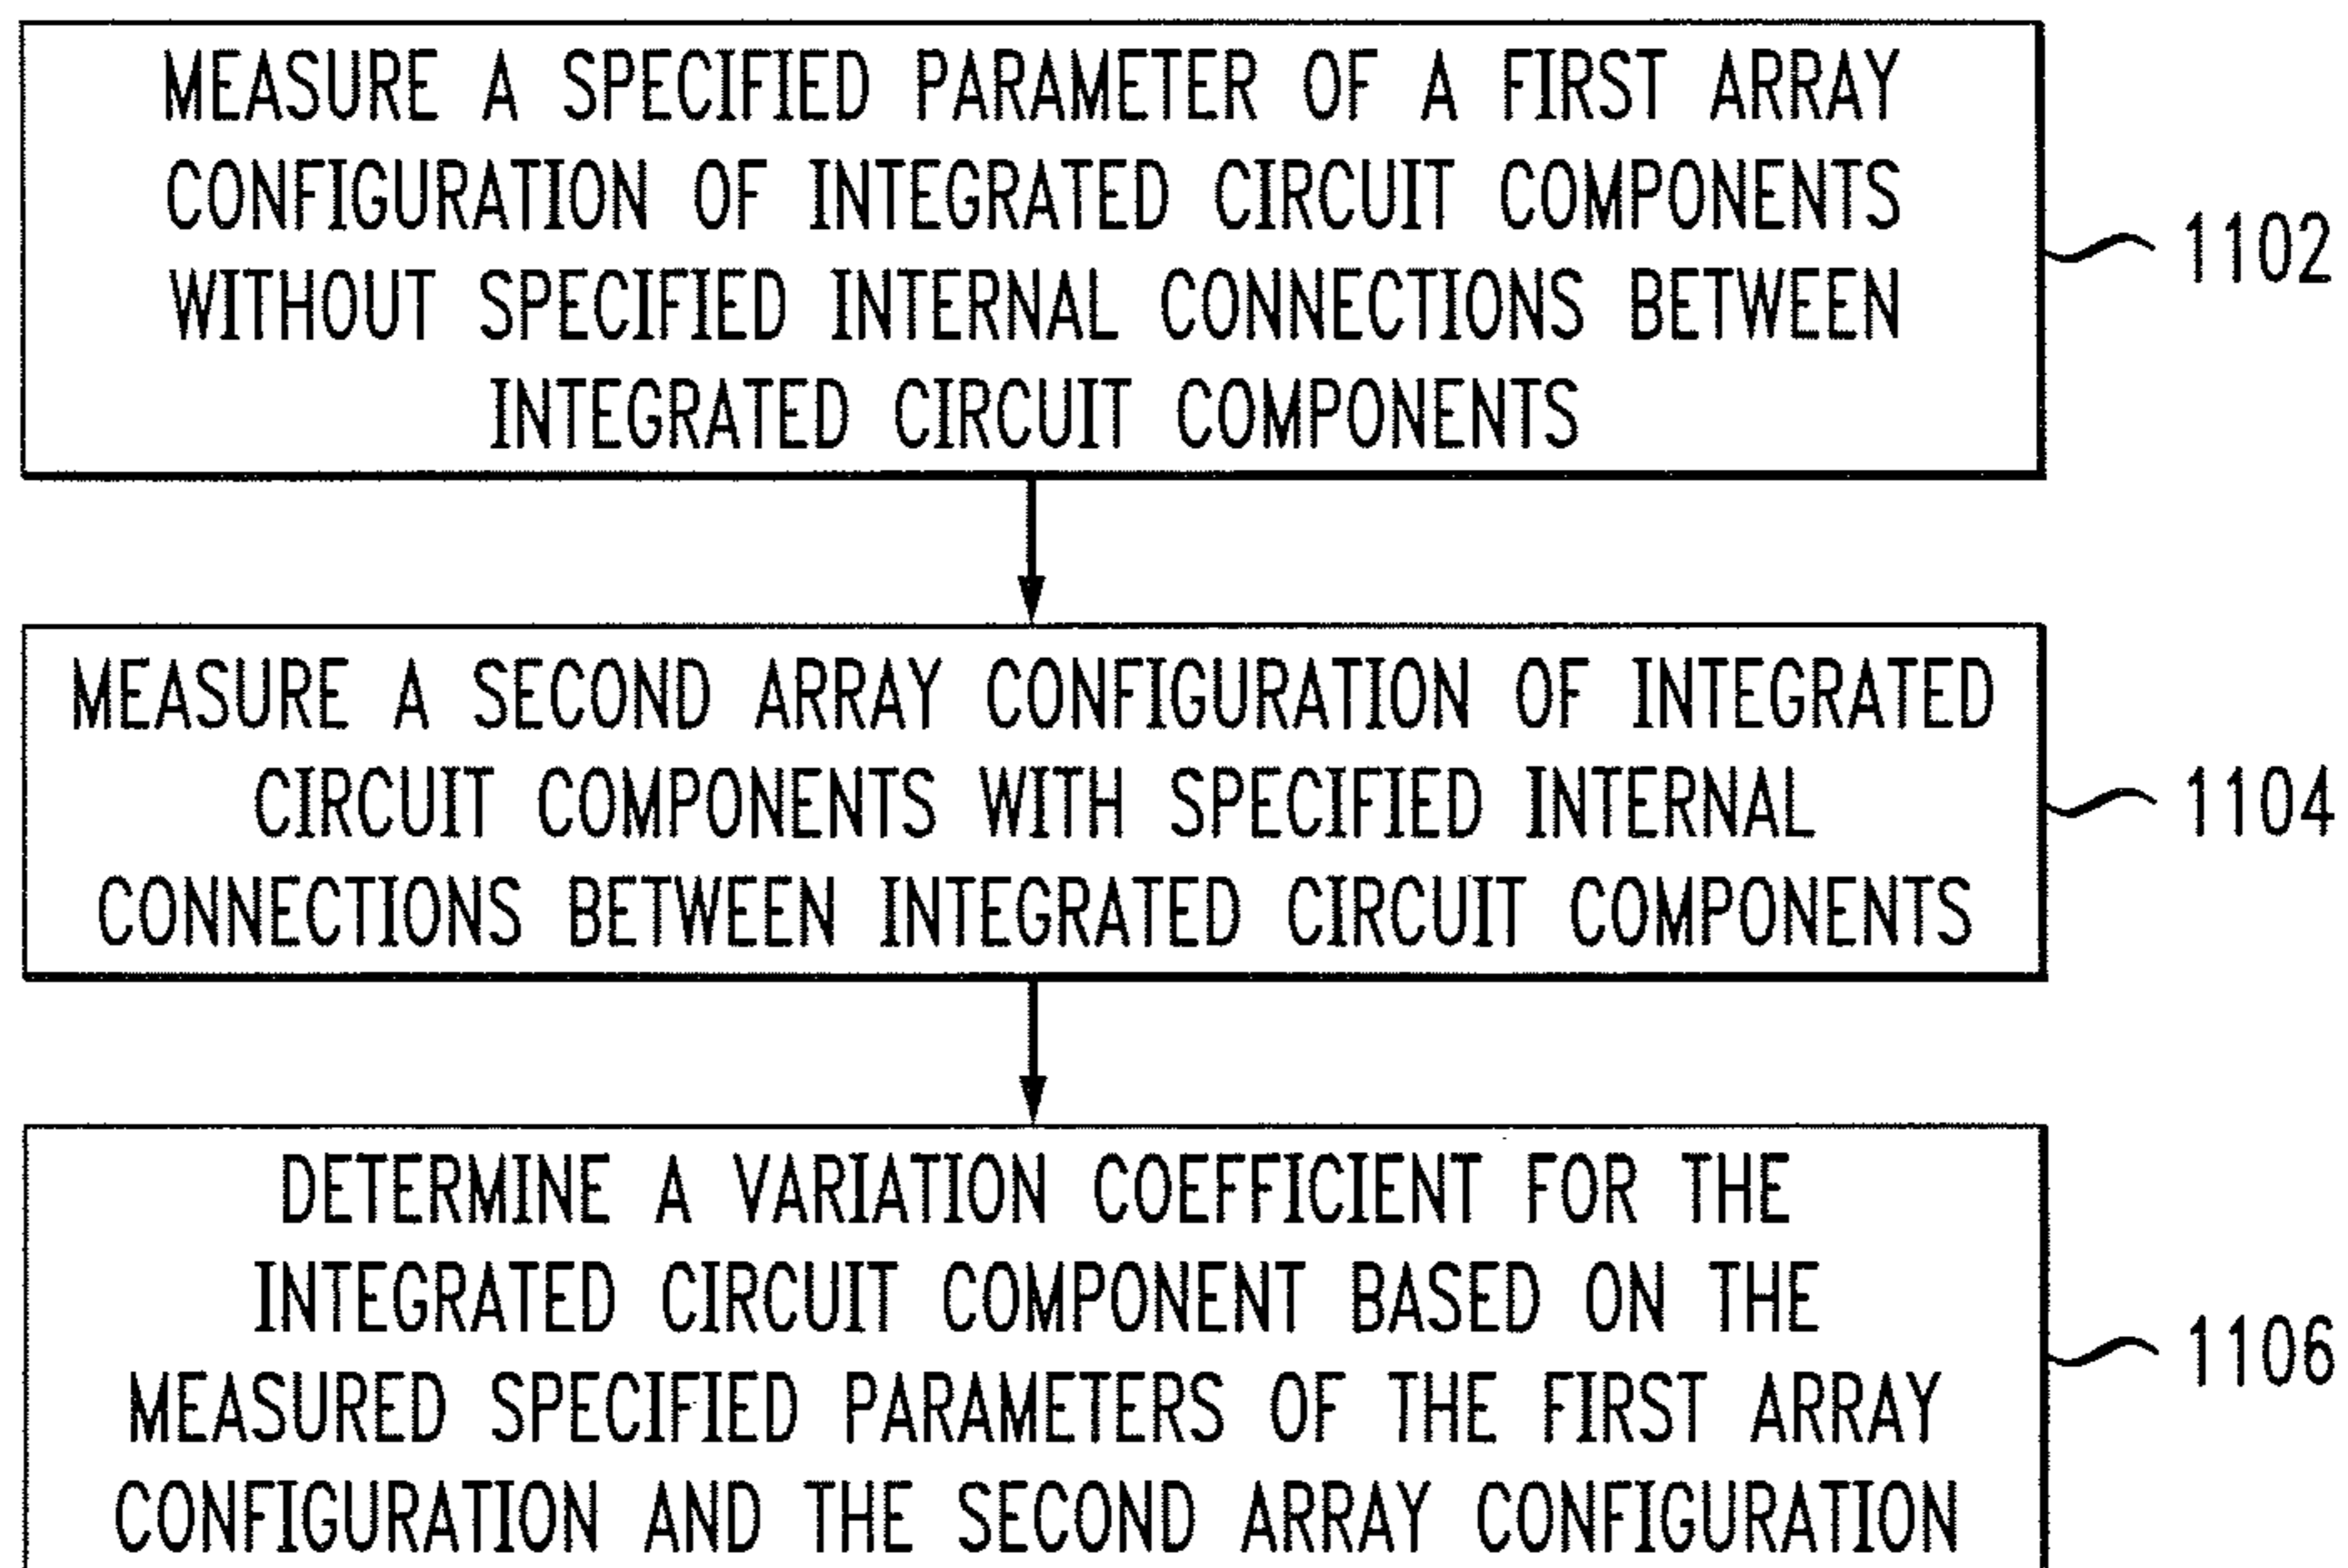 MEASURE A SPECIFIED PARAMETER OF A FIRST ARRAY
CONFIGURATION OF INTEGRATED CIRCUIT COMPONENTS
WITHOUT SPECIFIED INTERNAL CONNECTIONS BETWEEN
INTEGRATED CIRCUIT COMPONENTS
1102
MEASURE A SECOND ARRAY CONFIGURATION OF INTEGRATED
CIRCUIT COMPONENTS WITH SPECIFIED INTERNAL
CONNECTIONS BETWEEN INTEGRATED CIRCUIT COMPONENTS
1104
DETERMINE A VARIATION COEFFICIENT FOR THE
INTEGRATED CIRCUIT COMPONENT BASED ON THE
MEASURED SPECIFIED PARAMETERS OF THE FIRST ARRAY
CONFIGURATION AND THE SECOND ARRAY CONFIGURATION
1106